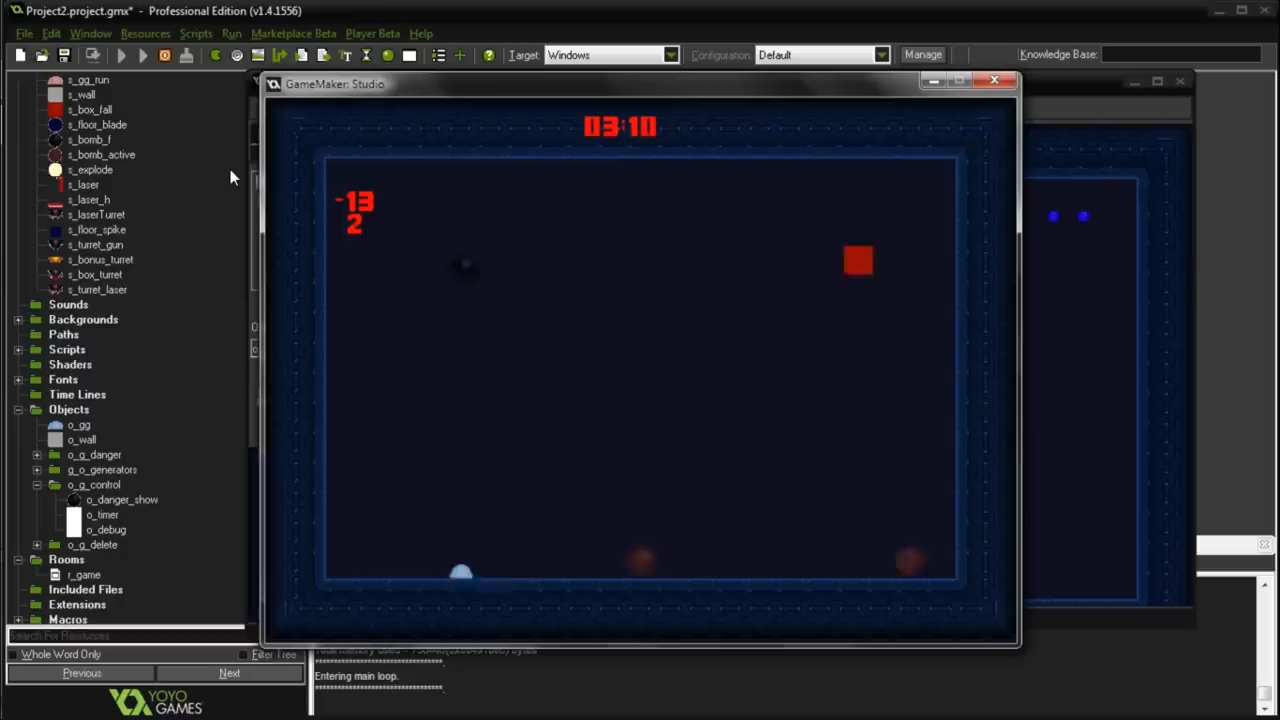 Project2.project.gmx* - Professional Edition (v1.4.1556)
File Edit Window Resources Scripts Run Marketplace Beta Player Beta Help
Target: Windows Configuration: Default Manage Knowledge Base:
s_gg_run
s_wall
s_box_fall
s_floor_blade
s_bomb_f
s_bomb_active
s_explode
s_laser
s_laser_h
s_laserTurret
s_floor_spike
s_turret_gun
s_bonus_turret
s_box_turret
s_turret_laser
Sounds
Backgrounds
Paths
Scripts
Shaders
Fonts
Time Lines
Objects
o_gg
o_wall
o_g_danger
g_o_generators
o_g_control
o_danger_show
o_timer
o_debug
o_g_delete
Rooms
r_game
Included Files
Extensions
Macros
Search For Resources
Whole Word Only Filter Tree
Previous Next
YOYO
GAMES
GameMaker: Studio
03:10
-13
2
Entering main loop.